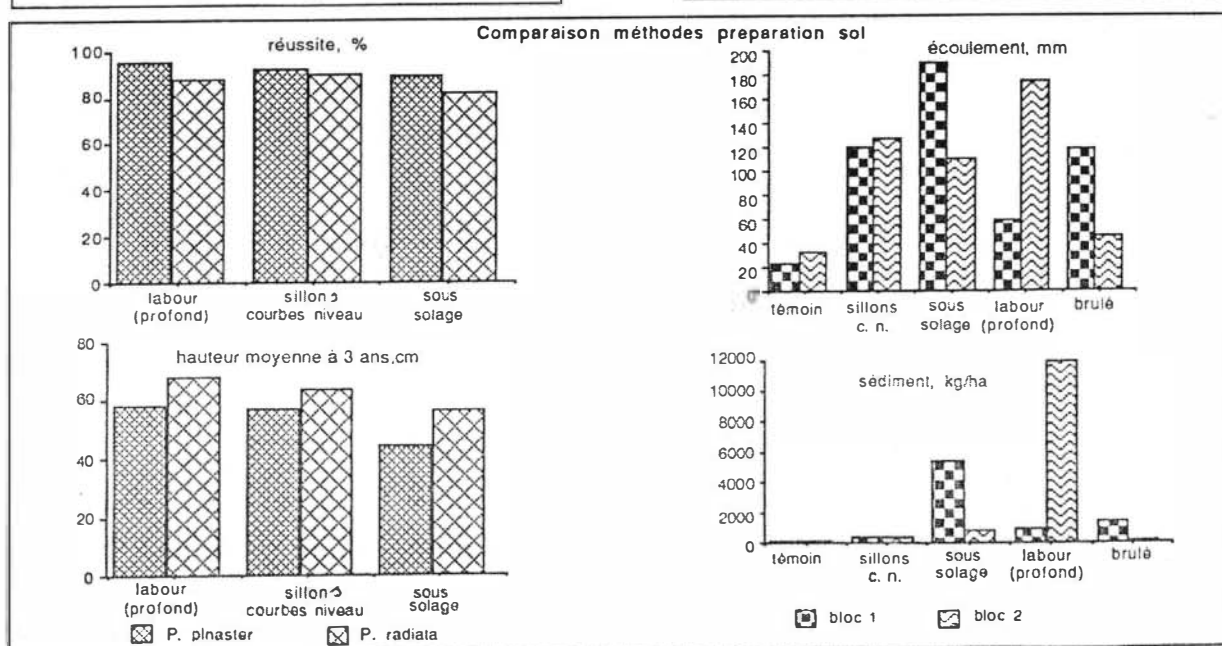 Comparaison méthodes preparation sol
réussite, %
100
80
60
40
20
0
labour
(profond)
sillons
courbes niveau
sous
solage
écoulement, mm
200
180
160
140
120
100
80
60
40
20
0
témoin
sillons
c. n.
sous
solage
labour
(profond)
brulé
hauteur moyenne à 3 ans,cm
80
60
40
20
0
labour
(profond)
sillons
courbes niveau
sous
solage
P. pinaster
P. radiata
sédiment, kg/ha
12000
10000
8000
6000
4000
2000
0
témoin
sillons
c. n.
sous
solage
labour
(profond)
brulé
bloc 1
bloc 2